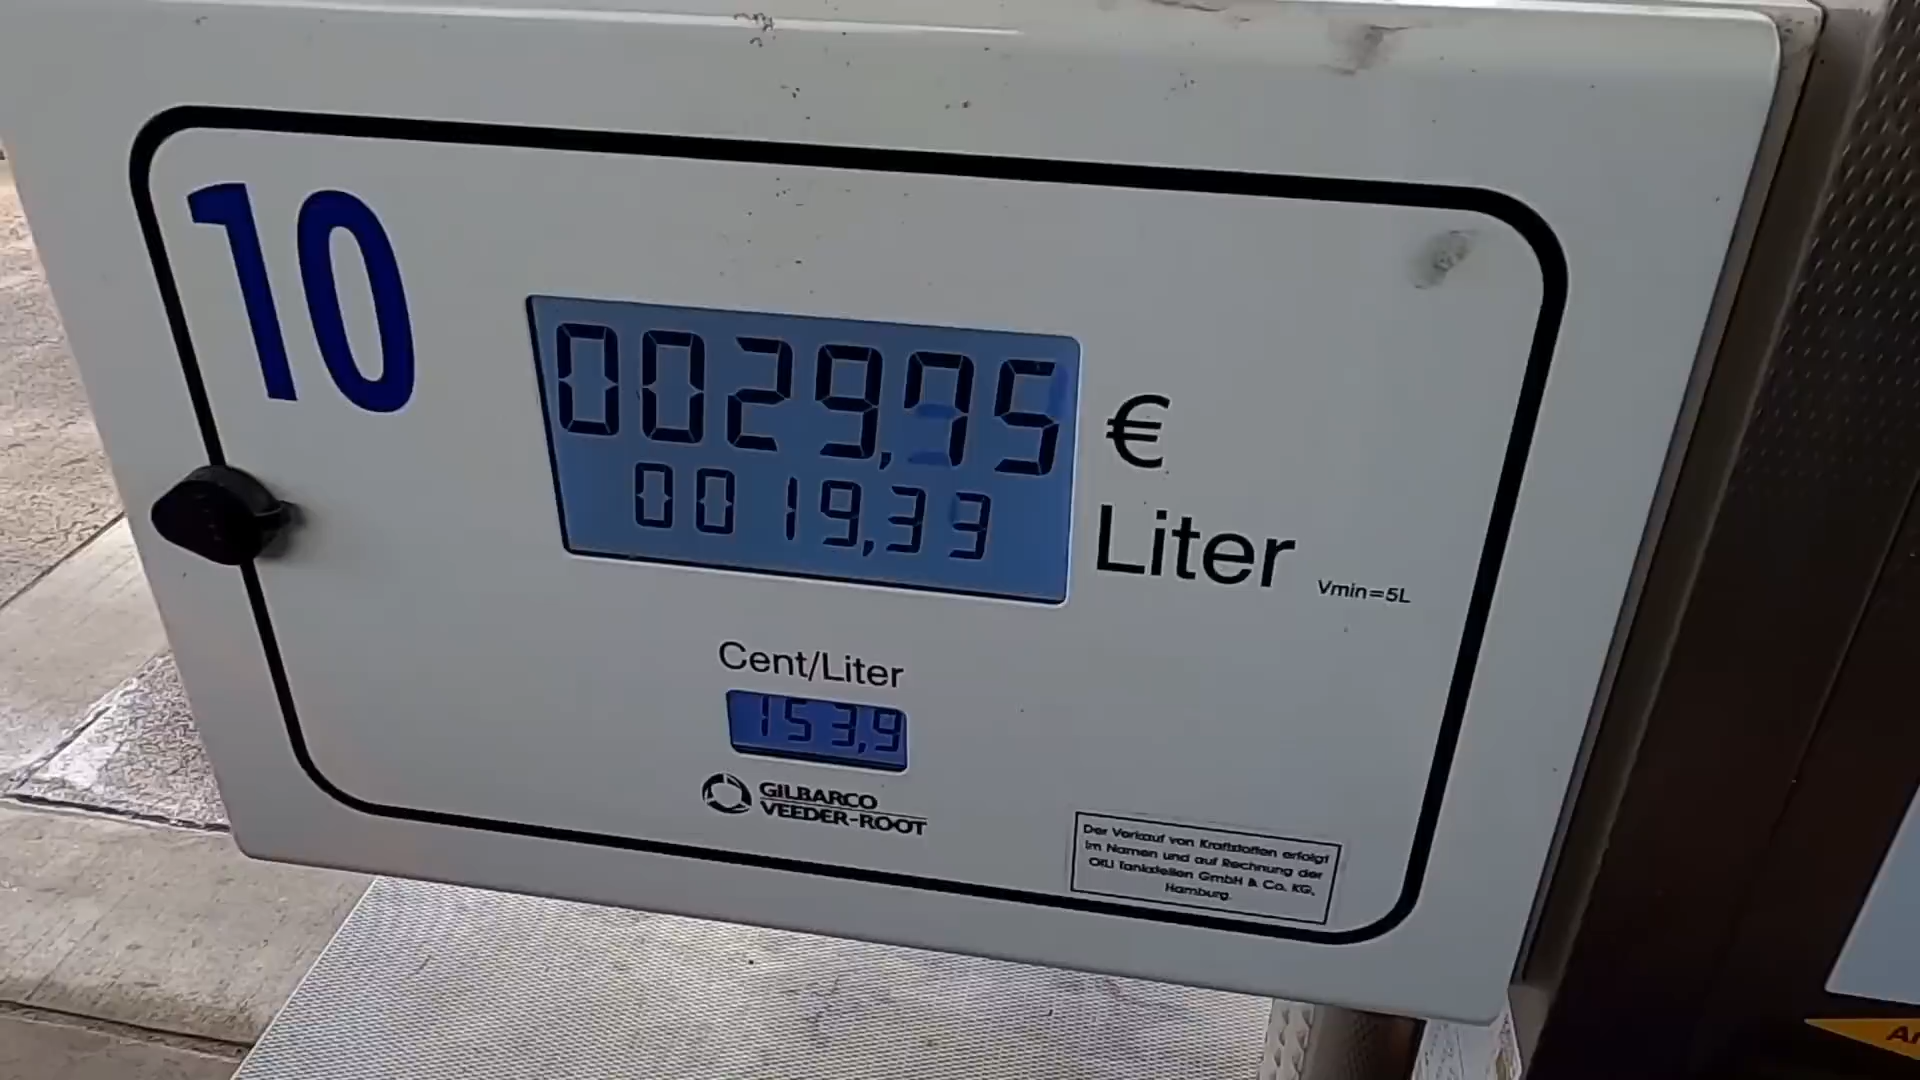 10
0029,75 €
0019,33 Liter
Vmin=5L
Cent/Liter
153,9
GILBARCO
VEEDER-ROOT
Der Verkauf von Kraftstoffen erfolgt
im Namen und auf Rechnung der
OIL! Tankstellen GmbH & Co. KG,
Hamburg.